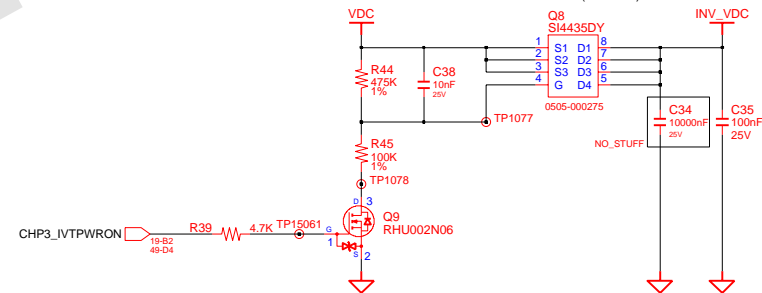 VDC
Q8
SI4435DY
INV_VDC
1 S1 D1 8
2 S2 D2 7
3 S3 D3 6
4 G D4 5
0505-000275
R44
475K
1%
C38
10nF
25V
TP1077
C34
10000nF
25V
NO_STUFF
C35
100nF
25V
R45
100K
1%
TP1078
D 3
Q9
RHU002N06
CHP3_IVTPWRON
19-B2
49-D4
R39 4.7K
TP15061
G
1
S 2